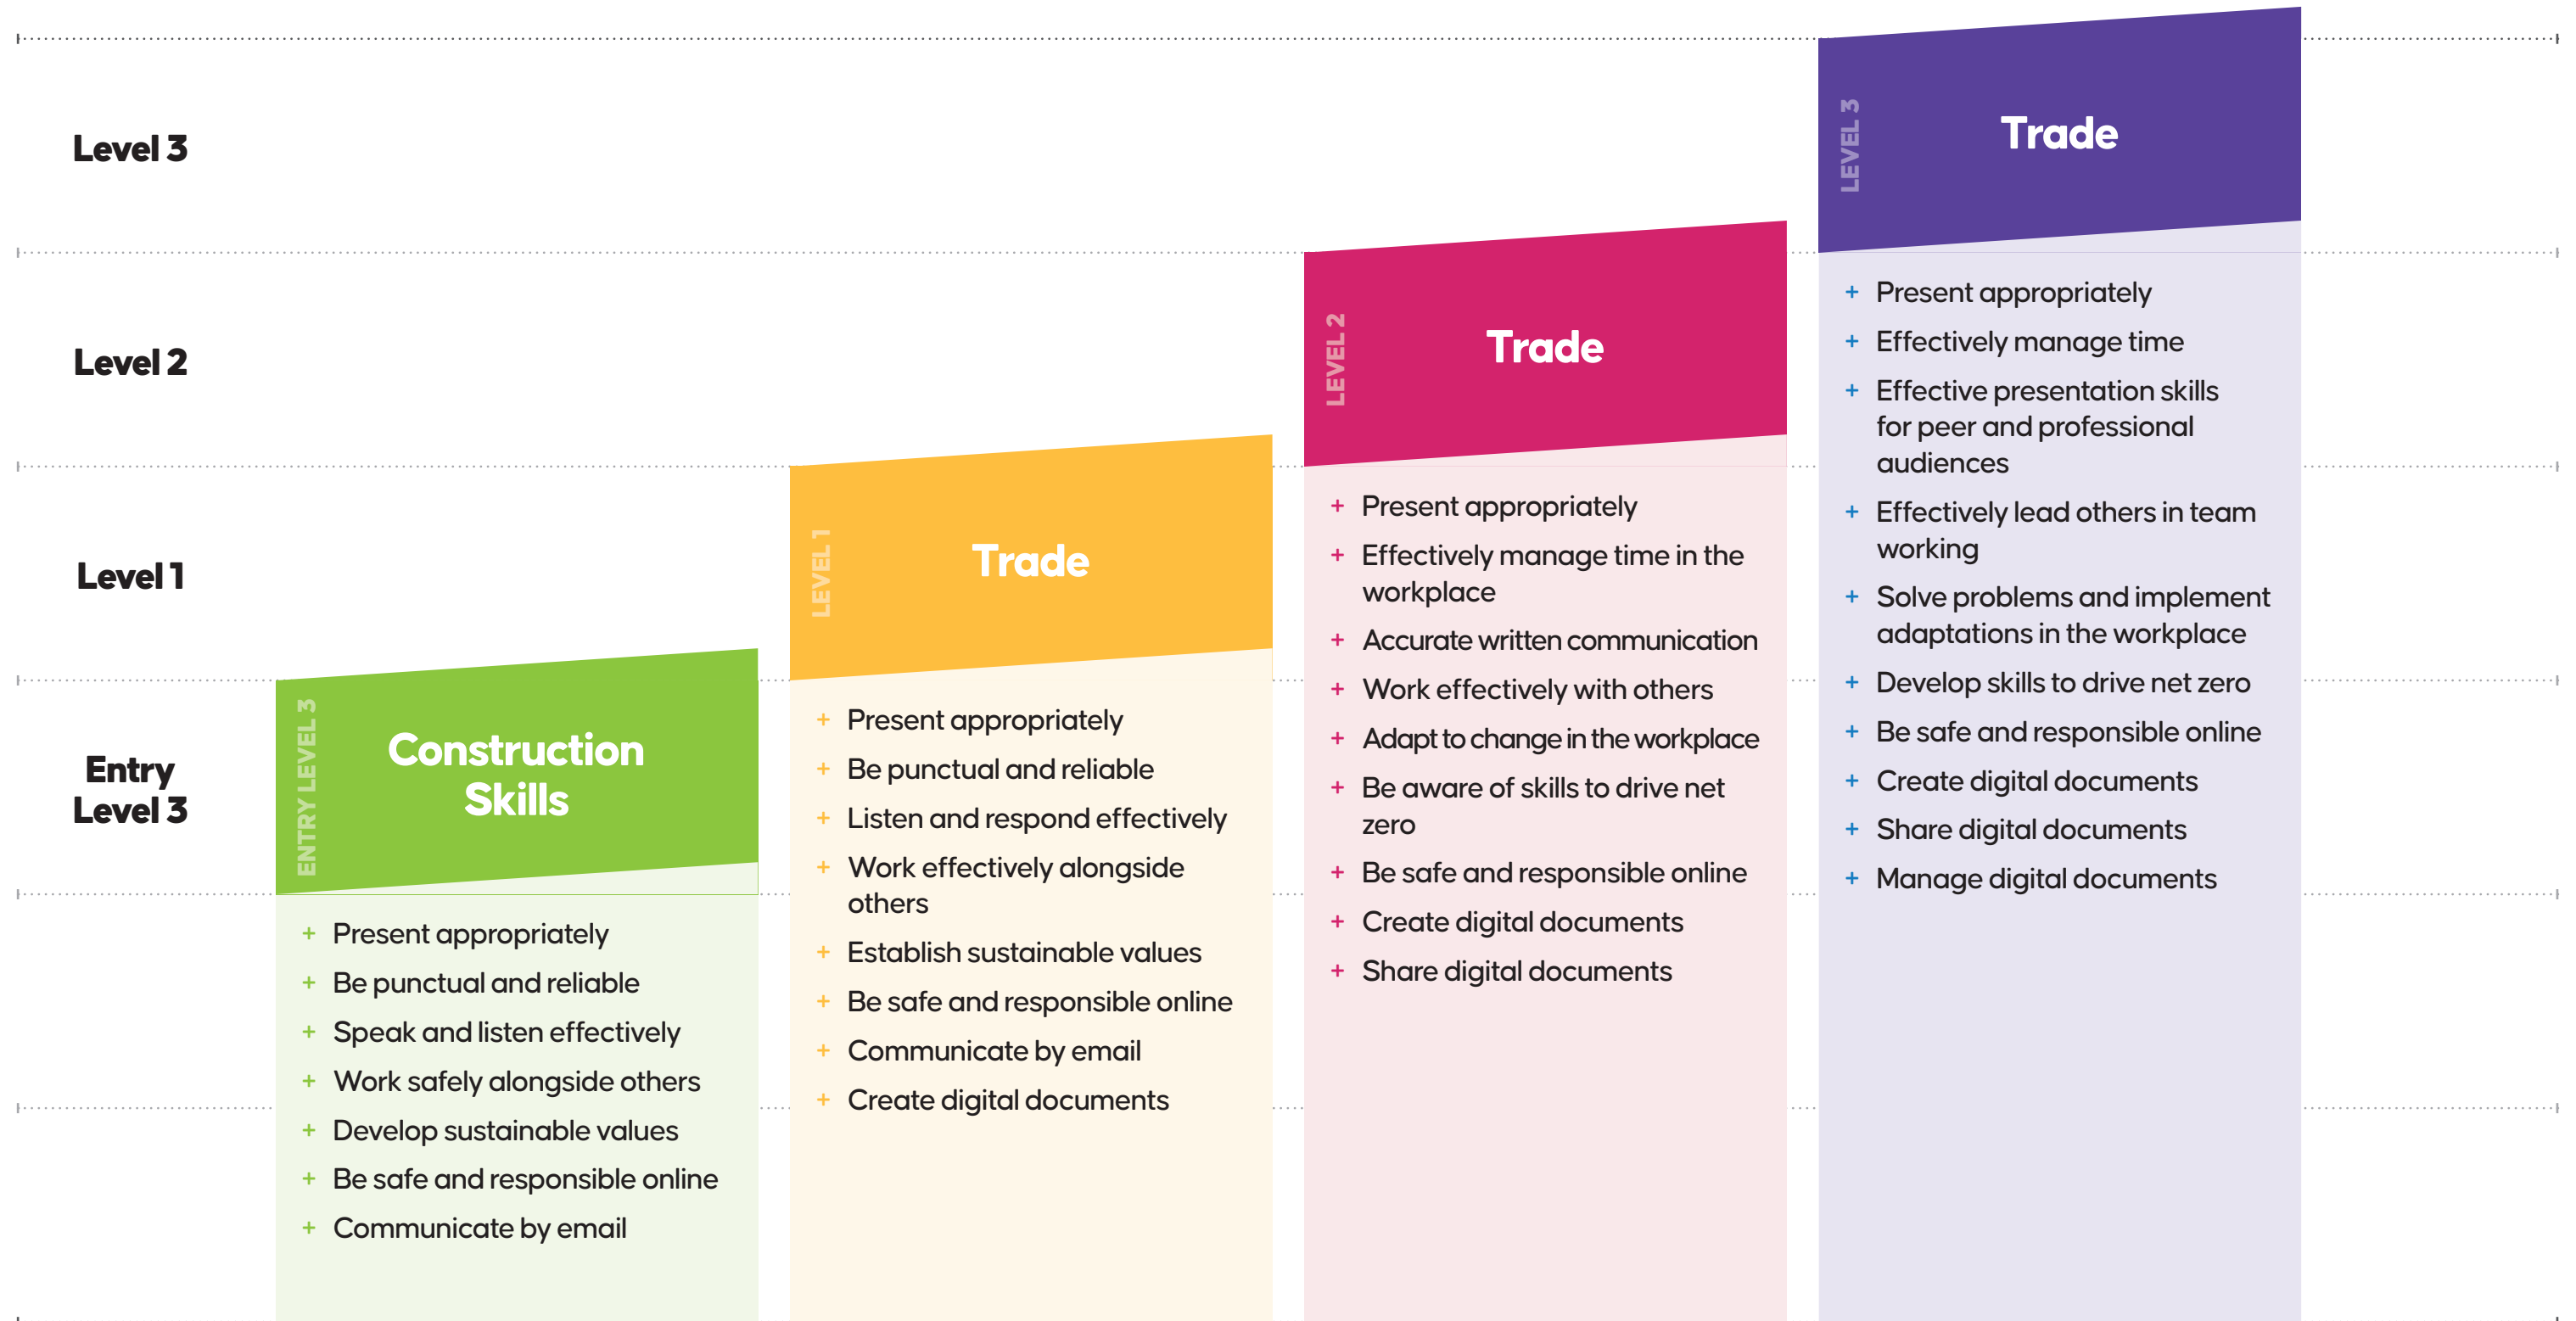 Level 3
Level 2
Level 1
Entry
Level 3
ENTRY LEVEL 3
Construction
Skills
+ Present appropriately
+ Be punctual and reliable
+ Speak and listen effectively
+ Work safely alongside others
+ Develop sustainable values
+ Be safe and responsible online
+ Communicate by email
LEVEL 1
Trade
+ Present appropriately
+ Be punctual and reliable
+ Listen and respond effectively
+ Work effectively alongside
others
+ Establish sustainable values
+ Be safe and responsible online
+ Communicate by email
+ Create digital documents
LEVEL 2
Trade
+ Present appropriately
+ Effectively manage time in the
workplace
+ Accurate written communication
+ Work effectively with others
+ Adapt to change in the workplace
+ Be aware of skills to drive net
zero
+ Be safe and responsible online
+ Create digital documents
+ Share digital documents
LEVEL 3
Trade
+ Present appropriately
+ Effectively manage time
+ Effective presentation skills
for peer and professional
audiences
+ Effectively lead others in team
working
+ Solve problems and implement
adaptations in the workplace
+ Develop skills to drive net zero
+ Be safe and responsible online
+ Create digital documents
+ Share digital documents
+ Manage digital documents